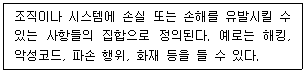 조직이나 시스템에 손실 또는 손해를 유발시킬 수
있는 사항들의 집합으로 정의된다. 예로는 해킹,
악성코드, 파손 행위, 화재 등을 들 수 있다.